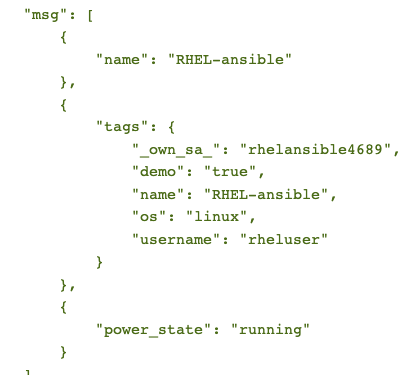 "msg": [
    {
        "name": "RHEL-ansible"
    },
    {
        "tags": {
            "_own_sa_": "rhelansible4689",
            "demo": "true",
            "name": "RHEL-ansible",
            "os": "linux",
            "username": "rheluser"
        }
    },
    {
        "power_state": "running"
    }
]